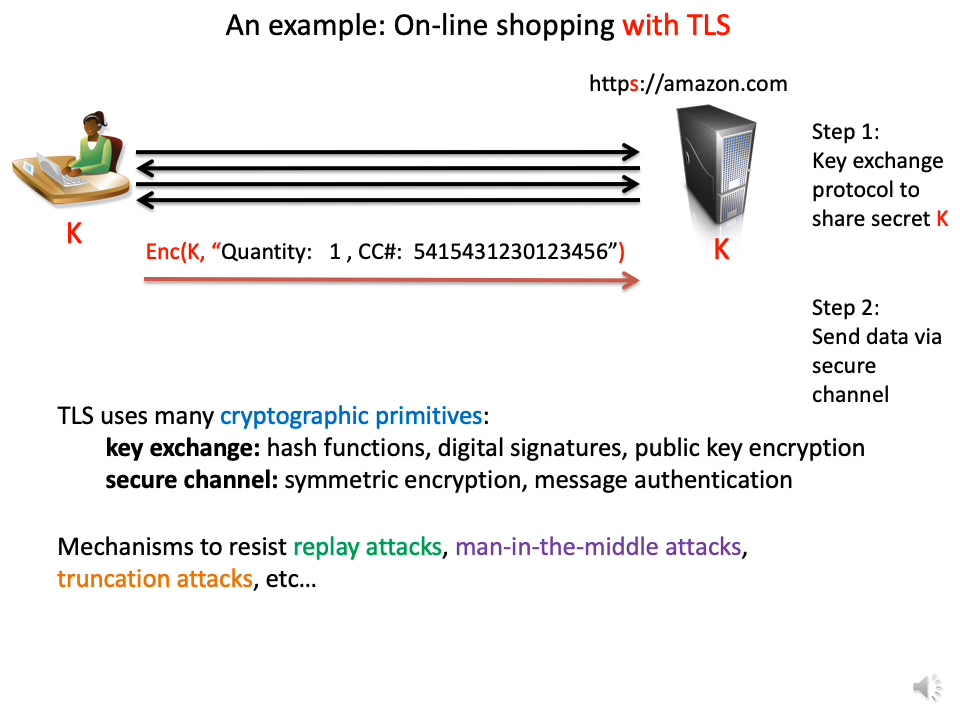 An example: On-line shopping with TLS
https://amazon.com
Step 1:
Key exchange
protocol to
share secret K
K
K
Enc(K, “Quantity:   1 , CC#:  5415431230123456”)
Step 2:
Send data via
secure
channel
TLS uses many cryptographic primitives:
key exchange: hash functions, digital signatures, public key encryption
secure channel: symmetric encryption, message authentication
Mechanisms to resist replay attacks, man-in-the-middle attacks,
truncation attacks, etc…